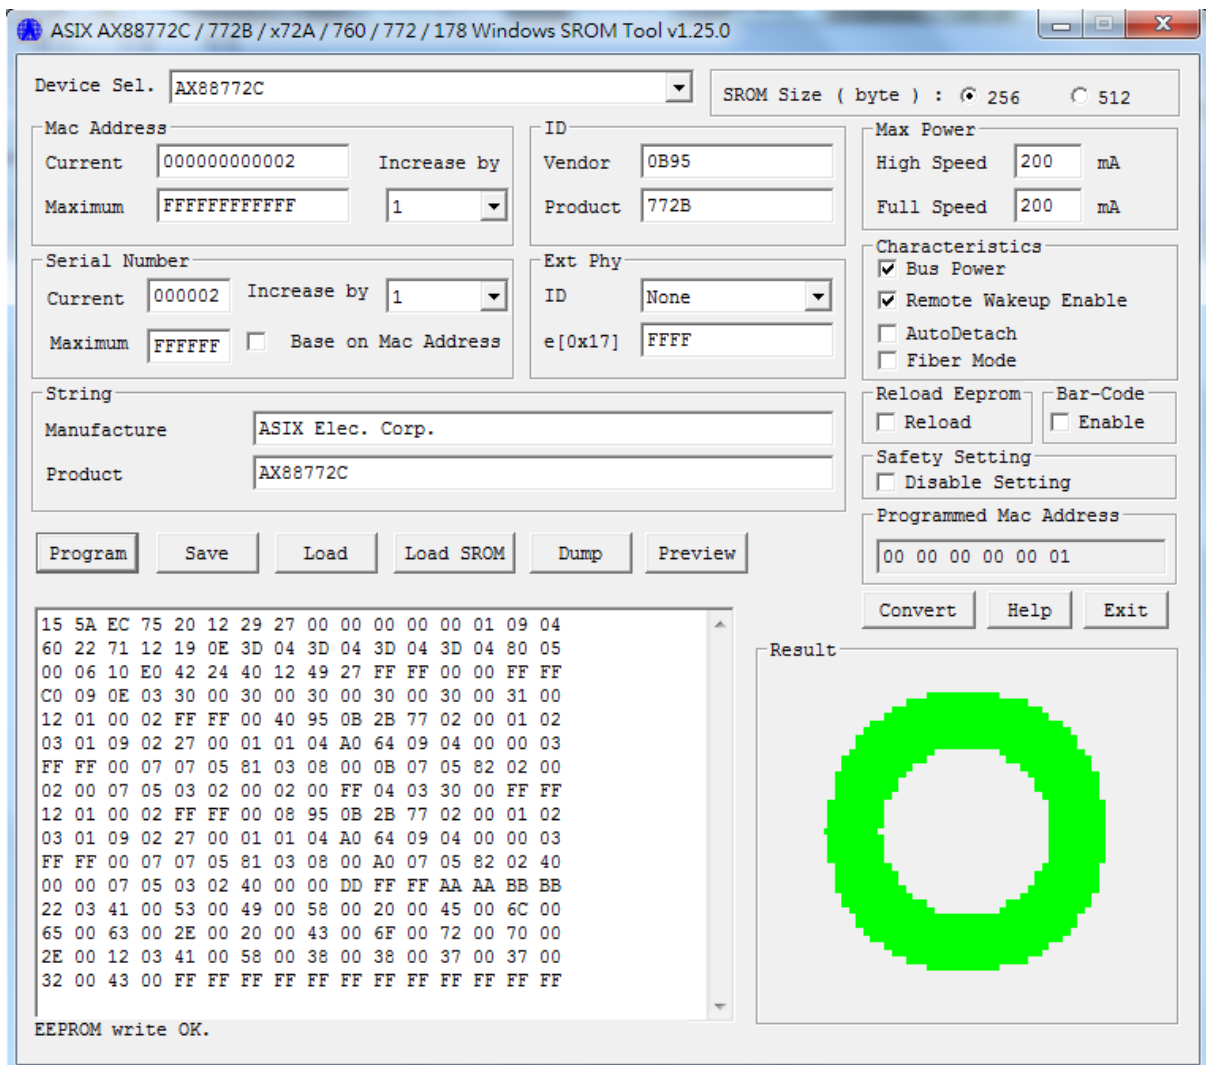 ASIX AX88772C / 772B / x72A / 760 / 772 / 178 Windows SROM Tool v1.25.0
Device Sel. AX88772C
SROM Size ( byte ) : 256 512
Mac Address
Current 000000000002 Increase by
Maximum FFFFFFFFFFFF 1
ID
Vendor 0B95
Product 772B
Max Power
High Speed 200 mA
Full Speed 200 mA
Serial Number
Current 000002 Increase by 1
Maximum FFFFFF Base on Mac Address
Ext Phy
ID None
e[0x17] FFFF
Characteristics
Bus Power
Remote Wakeup Enable
AutoDetach
Fiber Mode
String
Manufacture ASIX Elec. Corp.
Product AX88772C
Reload Eeprom
Reload
Bar-Code
Enable
Safety Setting
Disable Setting
Programmed Mac Address
00 00 00 00 00 01
Program Save Load Load SROM Dump Preview
Convert Help Exit
15 5A EC 75 20 12 29 27 00 00 00 00 00 01 09 04
60 22 71 12 19 0E 3D 04 3D 04 3D 04 3D 04 80 05
00 06 10 E0 42 24 40 12 49 27 FF FF 00 00 FF FF
C0 09 0E 03 30 00 30 00 30 00 30 00 30 00 31 00
12 01 00 02 FF FF 00 40 95 0B 2B 77 02 00 01 02
03 01 09 02 27 00 01 01 04 A0 64 09 04 00 00 03
FF FF 00 07 07 05 81 03 08 00 0B 07 05 82 02 00
02 00 07 05 03 02 00 02 00 FF 04 03 30 00 FF FF
12 01 00 02 FF FF 00 08 95 0B 2B 77 02 00 01 02
03 01 09 02 27 00 01 01 04 A0 64 09 04 00 00 03
FF FF 00 07 07 05 81 03 08 00 A0 07 05 82 02 40
00 00 07 05 03 02 40 00 00 DD FF FF AA AA BB BB
22 03 41 00 53 00 49 00 58 00 20 00 45 00 6C 00
65 00 63 00 2E 00 20 00 43 00 6F 00 72 00 70 00
2E 00 12 03 41 00 58 00 38 00 38 00 37 00 37 00
32 00 43 00 FF FF FF FF FF FF FF FF FF FF FF FF
Result
EEPROM write OK.